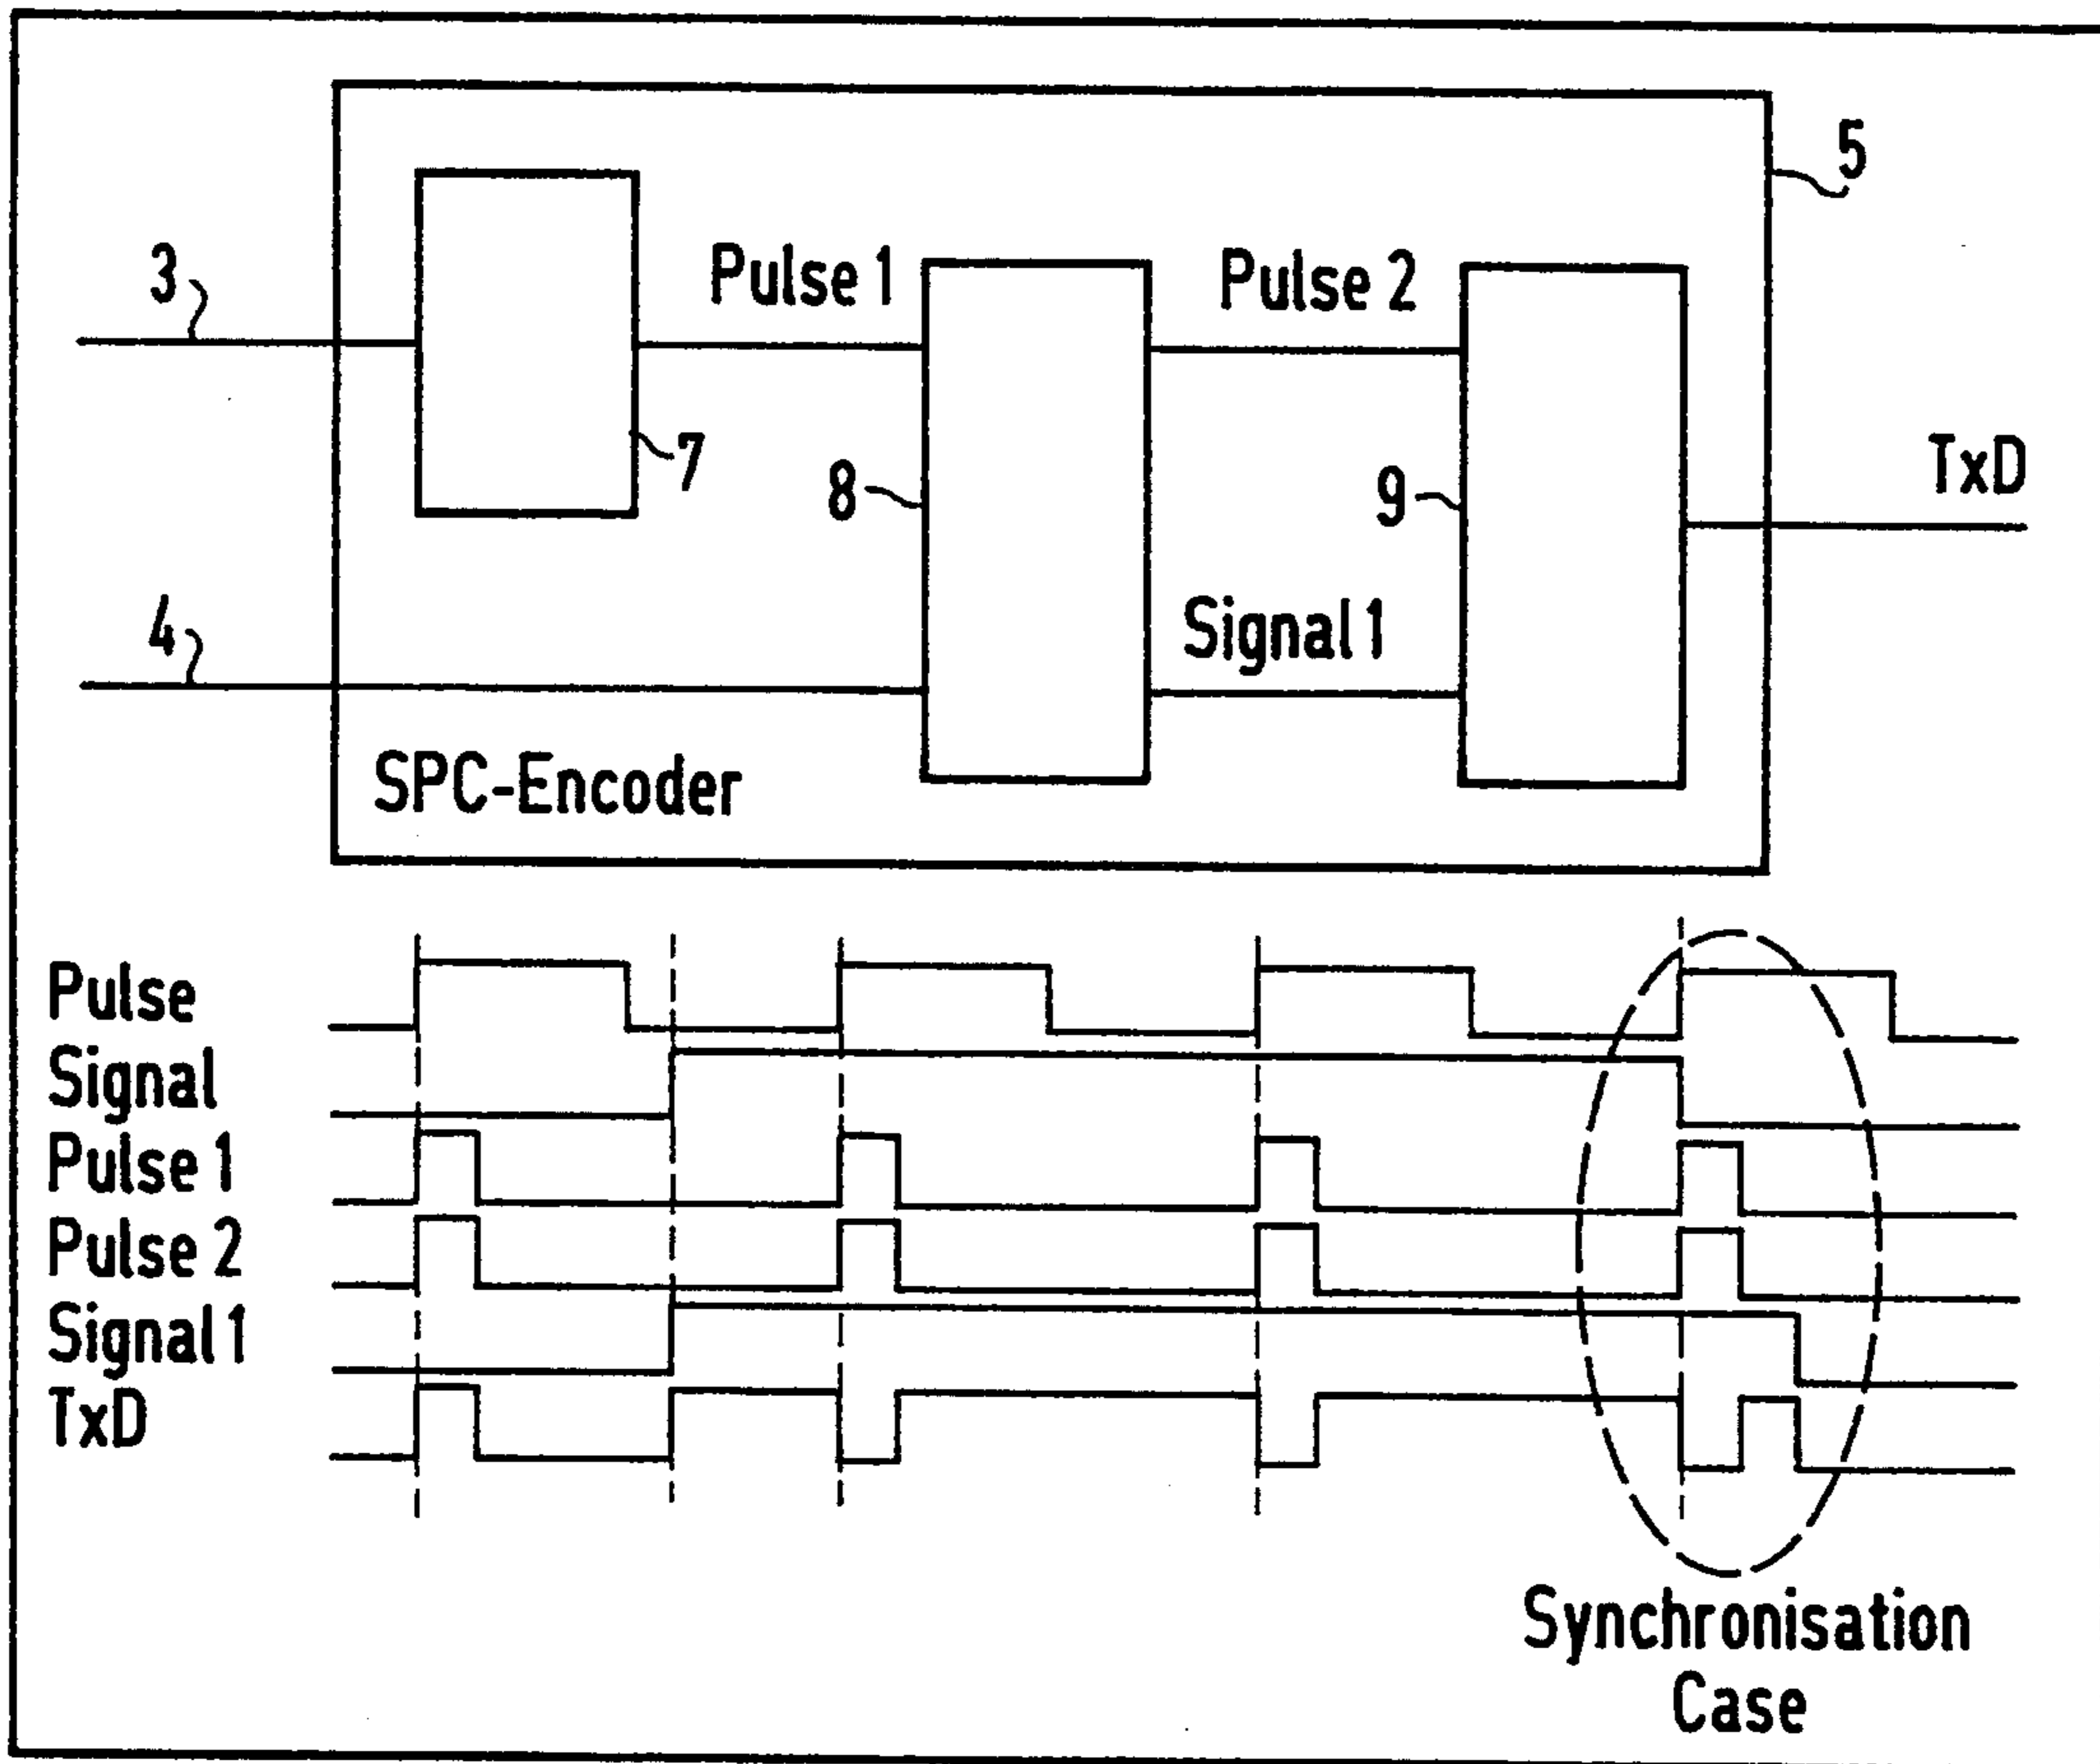 5
3
Pulse 1
Pulse 2
7
8
9
TxD
4
Signal 1
SPC-Encoder
Pulse
Signal
Pulse 1
Pulse 2
Signal 1
TxD
Synchronisation
Case